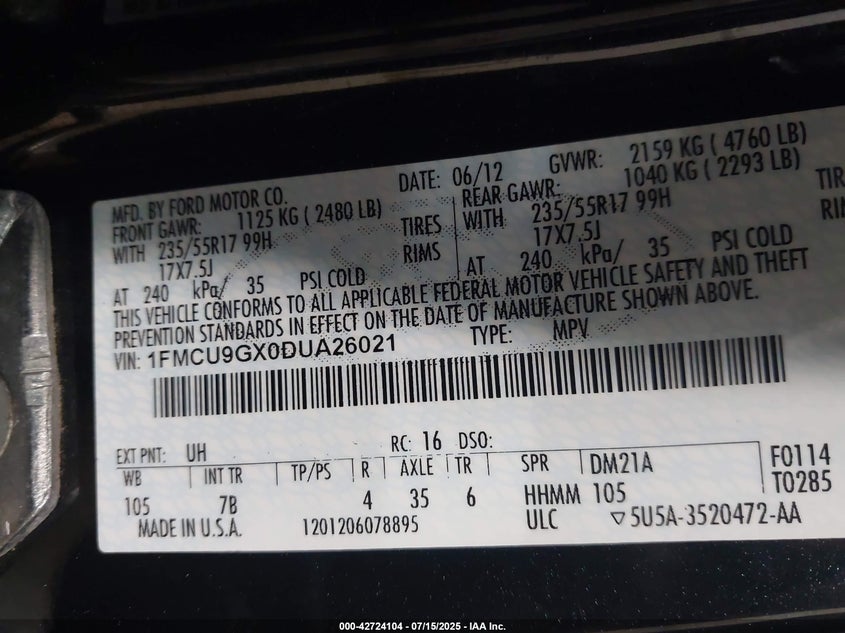 MFD. BY FORD MOTOR CO. DATE: 06/12 GVWR: 2159 KG ( 4760 LB)
FRONT GAWR: 1125 KG ( 2480 LB) REAR GAWR: 1040 KG ( 2293 LB)
WITH 235/55R17 99H TIRES WITH 235/55R17 99H TIR
17X7.5J RIMS 17X7.5J RIM
AT 240 kPa/ 35 PSI COLD AT 240 kPa/ 35 PSI COLD
THIS VEHICLE CONFORMS TO ALL APPLICABLE FEDERAL MOTOR VEHICLE SAFETY AND THEFT
PREVENTION STANDARDS IN EFFECT ON THE DATE OF MANUFACTURE SHOWN ABOVE.
VIN: 1FMCU9GX0DUA26021 TYPE: MPV
EXT PNT: UH RC: 16 DSO:
WB INT TR TP/PS R AXLE TR SPR DM21A F0114
105 7B 4 35 6 HHMM 105 T0285
MADE IN U.S.A. 1201206078895 ULC ▽5U5A-3520472-AA
000-42724104 - 07/15/2025 - IAA Inc.